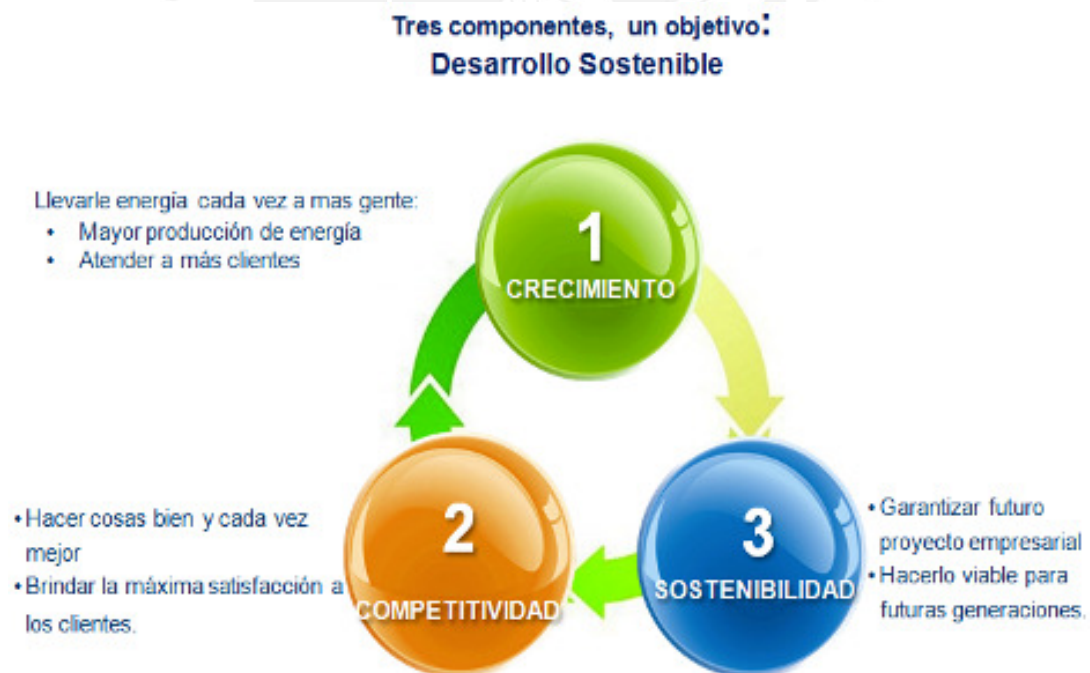 Tres componentes, un objetivo:
Desarrollo Sostenible
Llevarle energía cada vez a mas gente:
• Mayor producción de energía
• Atender a más clientes
1
CRECIMIENTO
• Hacer cosas bien y cada vez
mejor
• Brindar la máxima satisfacción a
los clientes.
2
COMPETITIVIDAD
3
SOSTENIBILIDAD
• Garantizar futuro
proyecto empresarial
• Hacerlo viable para
futuras generaciones.